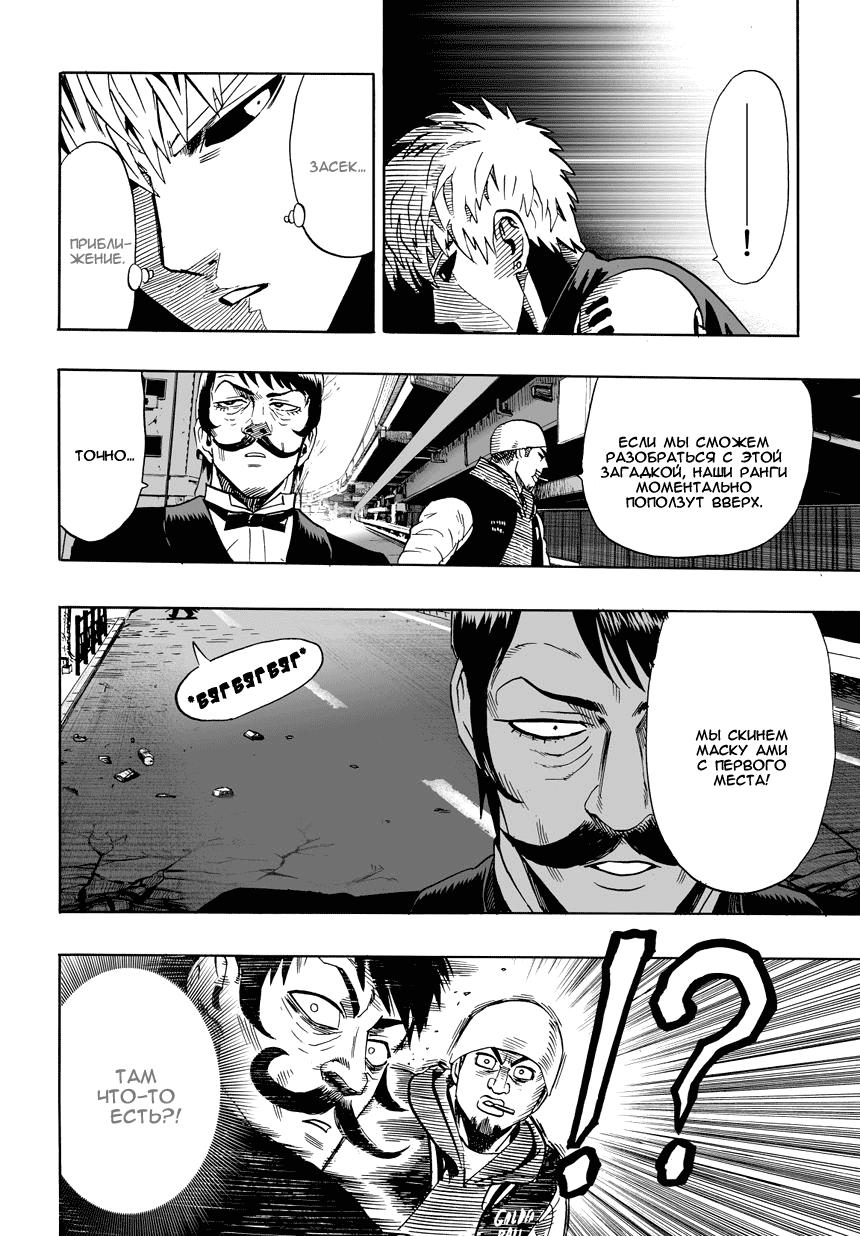 —!
ЗАСЕК...
ПРИБЛИ-
ЖЕНИЕ.
ЕСЛИ МЫ СМОЖЕМ
РАЗОБРАТЬСЯ С ЭТОЙ
ЗАГАДКОЙ, НАШИ РАНГИ
МОМЕНТАЛЬНО
ПОПОЛЗУТ ВВЕРХ.
ТОЧНО...
МЫ СКИНЕМ
МАСКУ АМИ
С ПЕРВОГО
МЕСТА!
*БЯГБЯГБЯГ*
!?
ТАМ
ЧТО-ТО
ЕСТЬ?!